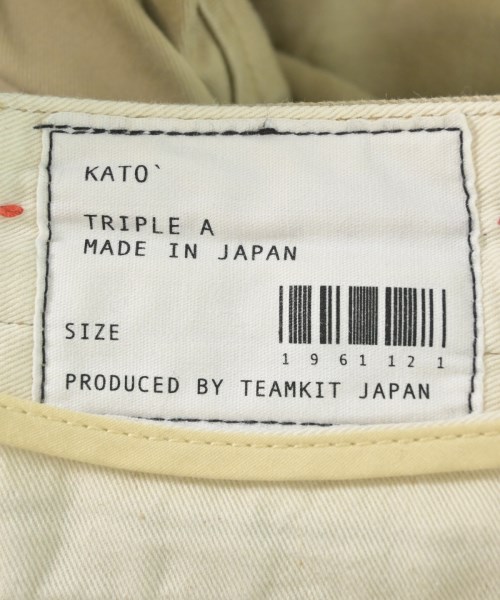 KATO`
TRIPLE A
MADE IN JAPAN
SIZE
1 9 6 1 1 2 1
PRODUCED BY TEAMKIT JAPAN